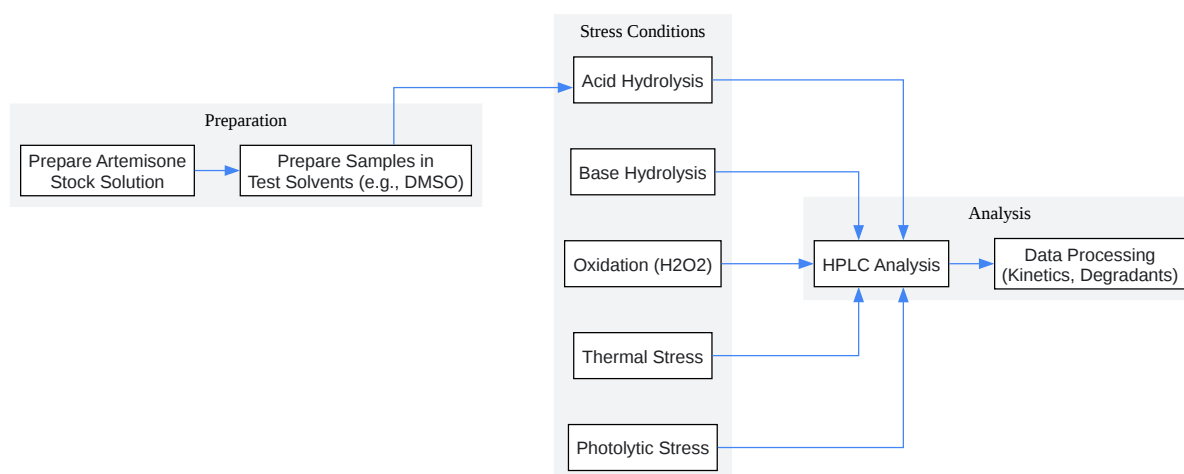 Stress Conditions
Acid Hydrolysis
Preparation
Prepare Artemisone
Stock Solution
Prepare Samples in
Test Solvents (e.g., DMSO)
Base Hydrolysis
Oxidation (H2O2)
Thermal Stress
Photolytic Stress
Analysis
HPLC Analysis
Data Processing
(Kinetics, Degradants)